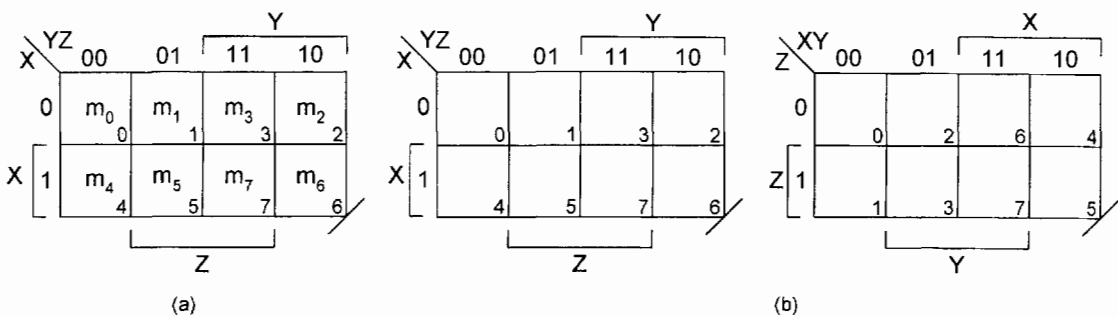 Y Y X
YZ YZ XY
X 00 01 11 10 X 00 01 11 10 Z 00 01 11 10
0 m₀ m₁ m₃ m₂ 0 0
0 1 3 2 0 1 3 2 0 2 6 4
X 1 m₄ m₅ m₇ m₆ X 1 Z 1
4 5 7 6 4 5 7 6 1 3 7 5
Z Z Y
(a) (b)